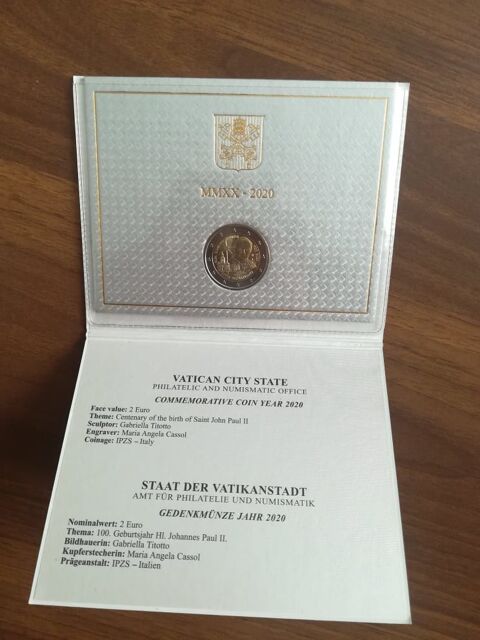 MMXX - 2020
VATICAN CITY STATE
PHILATELIC AND NUMISMATIC OFFICE
COMMEMORATIVE COIN YEAR 2020
Face value: 2 Euro
Theme: Centenary of the birth of Saint John Paul II
Sculptor: Gabriella Titotto
Engraver: Maria Angela Cassol
Coinage: IPZS – Italy
STAAT DER VATIKANSTADT
AMT FÜR PHILATELIE UND NUMISMATIK
GEDENKMÜNZE JAHR 2020
Nominalwert: 2 Euro
Thema: 100. Geburtsjahr Hl. Johannes Paul II.
Bildhauerin: Gabriella Titotto
Kupferstecherin: Maria Angela Cassol
Prägeanstalt: IPZS – Italien